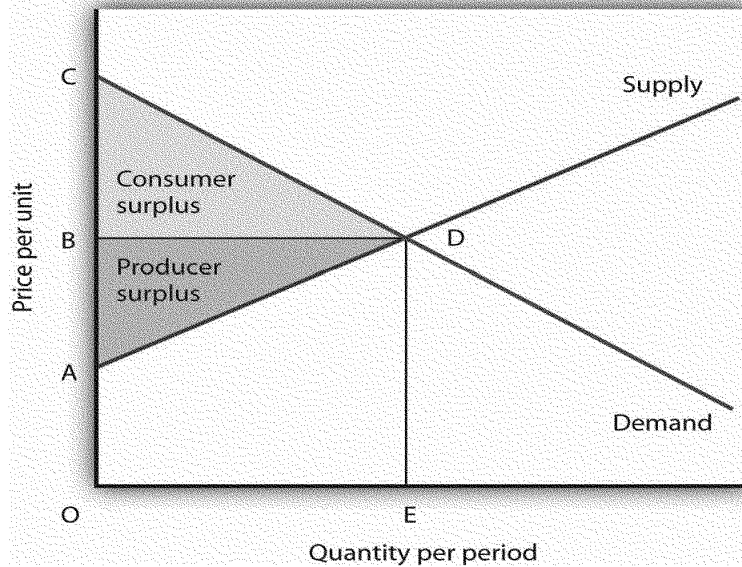 C
Supply
Consumer
surplus
Price per unit
B
D
Producer
surplus
A
Demand
O
E
Quantity per period